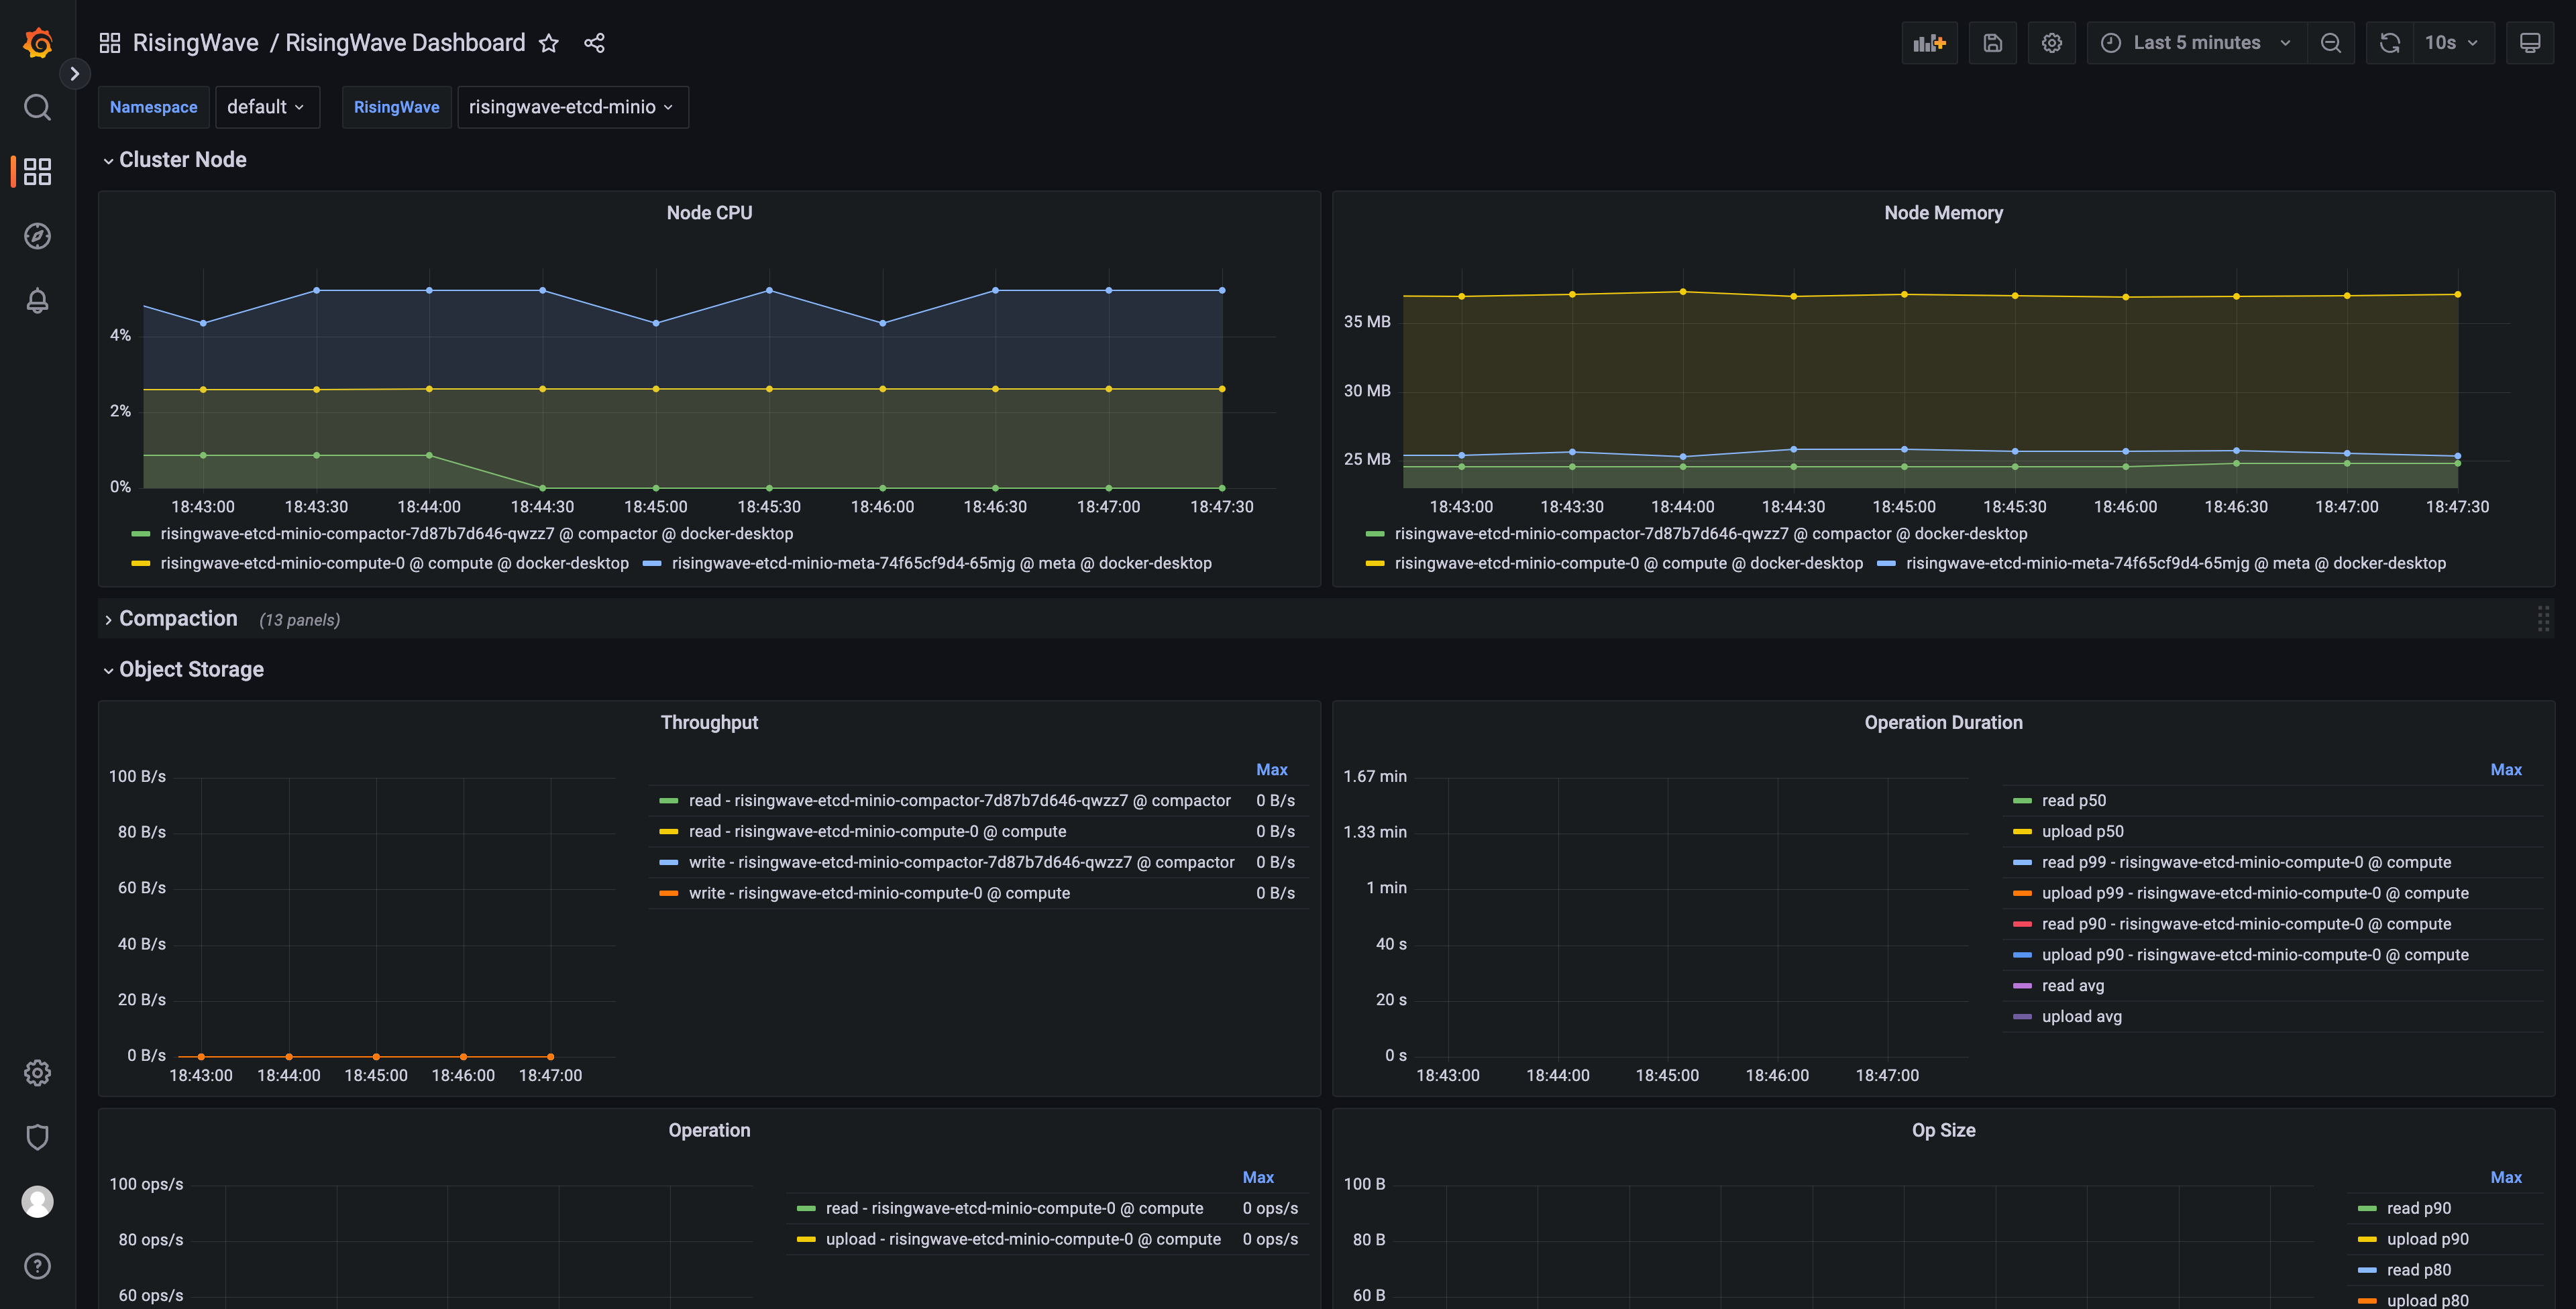 RisingWave / RisingWave Dashboard
Last 5 minutes
10s
Namespace default RisingWave risingwave-etcd-minio
Cluster Node
Node CPU
4%
2%
0%
18:43:00 18:43:30 18:44:00 18:44:30 18:45:00 18:45:30 18:46:00 18:46:30 18:47:00 18:47:30
risingwave-etcd-minio-compactor-7d87b7d646-qwzz7 @ compactor @ docker-desktop
risingwave-etcd-minio-compute-0 @ compute @ docker-desktop risingwave-etcd-minio-meta-74f65cf9d4-65mjg @ meta @ docker-desktop
Node Memory
35 MB
30 MB
25 MB
18:43:00 18:43:30 18:44:00 18:44:30 18:45:00 18:45:30 18:46:00 18:46:30 18:47:00 18:47:30
risingwave-etcd-minio-compactor-7d87b7d646-qwzz7 @ compactor @ docker-desktop
risingwave-etcd-minio-compute-0 @ compute @ docker-desktop risingwave-etcd-minio-meta-74f65cf9d4-65mjg @ meta @ docker-desktop
Compaction (13 panels)
Object Storage
Throughput
100 B/s
80 B/s
60 B/s
40 B/s
20 B/s
0 B/s
18:43:00 18:44:00 18:45:00 18:46:00 18:47:00
Max
read - risingwave-etcd-minio-compactor-7d87b7d646-qwzz7 @ compactor 0 B/s
read - risingwave-etcd-minio-compute-0 @ compute 0 B/s
write - risingwave-etcd-minio-compactor-7d87b7d646-qwzz7 @ compactor 0 B/s
write - risingwave-etcd-minio-compute-0 @ compute 0 B/s
Operation Duration
1.67 min
1.33 min
1 min
40 s
20 s
0 s
18:43:00 18:44:00 18:45:00 18:46:00 18:47:00
Max
read p50
upload p50
read p99 - risingwave-etcd-minio-compute-0 @ compute
upload p99 - risingwave-etcd-minio-compute-0 @ compute
read p90 - risingwave-etcd-minio-compute-0 @ compute
upload p90 - risingwave-etcd-minio-compute-0 @ compute
read avg
upload avg
Operation
100 ops/s
80 ops/s
60 ops/s
Max
read - risingwave-etcd-minio-compute-0 @ compute 0 ops/s
upload - risingwave-etcd-minio-compute-0 @ compute 0 ops/s
Op Size
100 B
80 B
60 B
Max
read p90
upload p90
read p80
upload p80